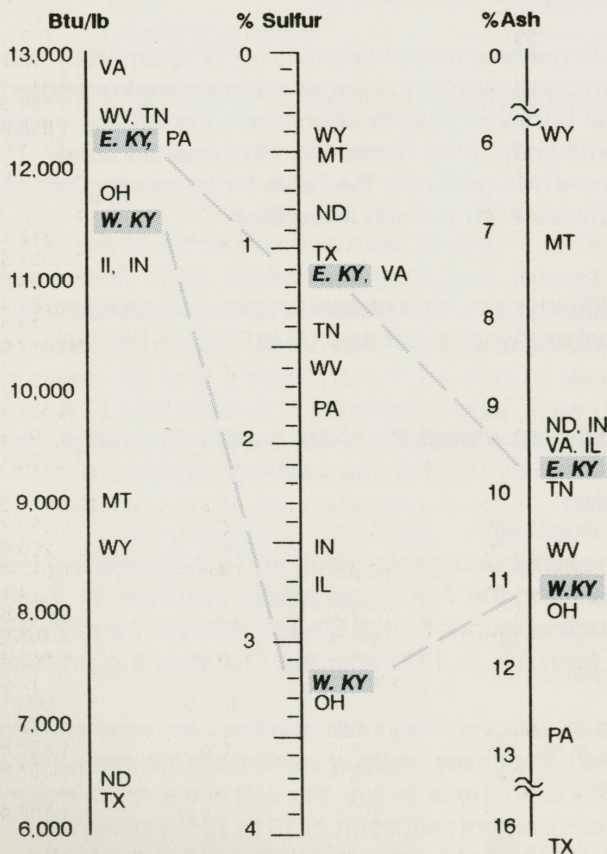 Btu/lb
13,000
VA
WV, TN
E. KY, PA
12,000
OH
W. KY
Il, IN
11,000
10,000
9,000
MT
WY
8,000
7,000
ND
TX
6,000
% Sulfur
0
WY
MT
ND
1
TX
E. KY, VA
TN
WV
PA
2
IN
IL
3
W. KY
OH
4
%Ash
0
6
WY
7
MT
8
9
ND, IN
VA, IL
E. KY
10
TN
WV
11
W.KY
OH
12
PA
13
16
TX